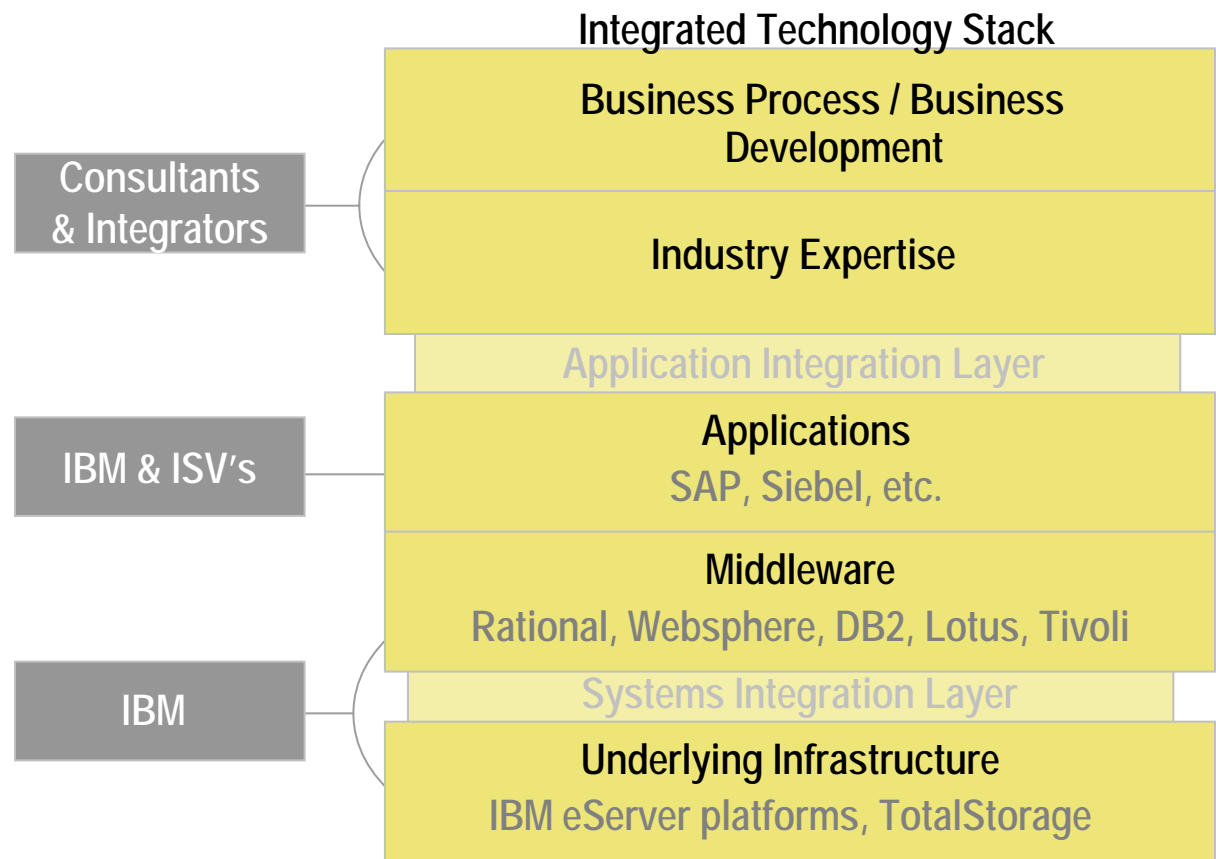 Integrated Technology Stack
Business Process / Business
Development
Consultants
& Integrators
Industry Expertise
Application Integration Layer
Applications
IBM & ISV's
SAP, Siebel, etc.
Middleware
Rational, Websphere, DB2, Lotus, Tivoli
IBM
Systems Integration Layer
Underlying Infrastructure
IBM eServer platforms, TotalStorage